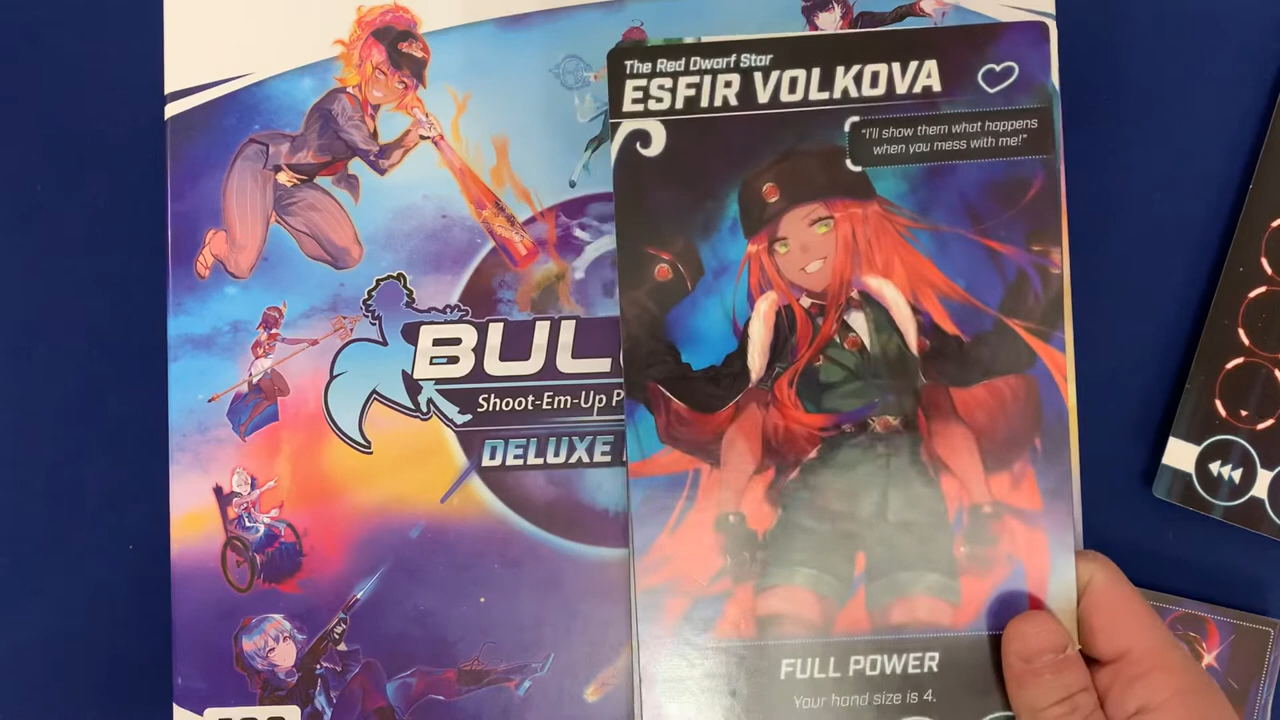 The Red Dwarf Star
ESFIR VOLKOVA
"I'll show them what happens
when you mess with me!"
Shoot-Em-Up
DELUXE
FULL POWER
Your hand size is 4.